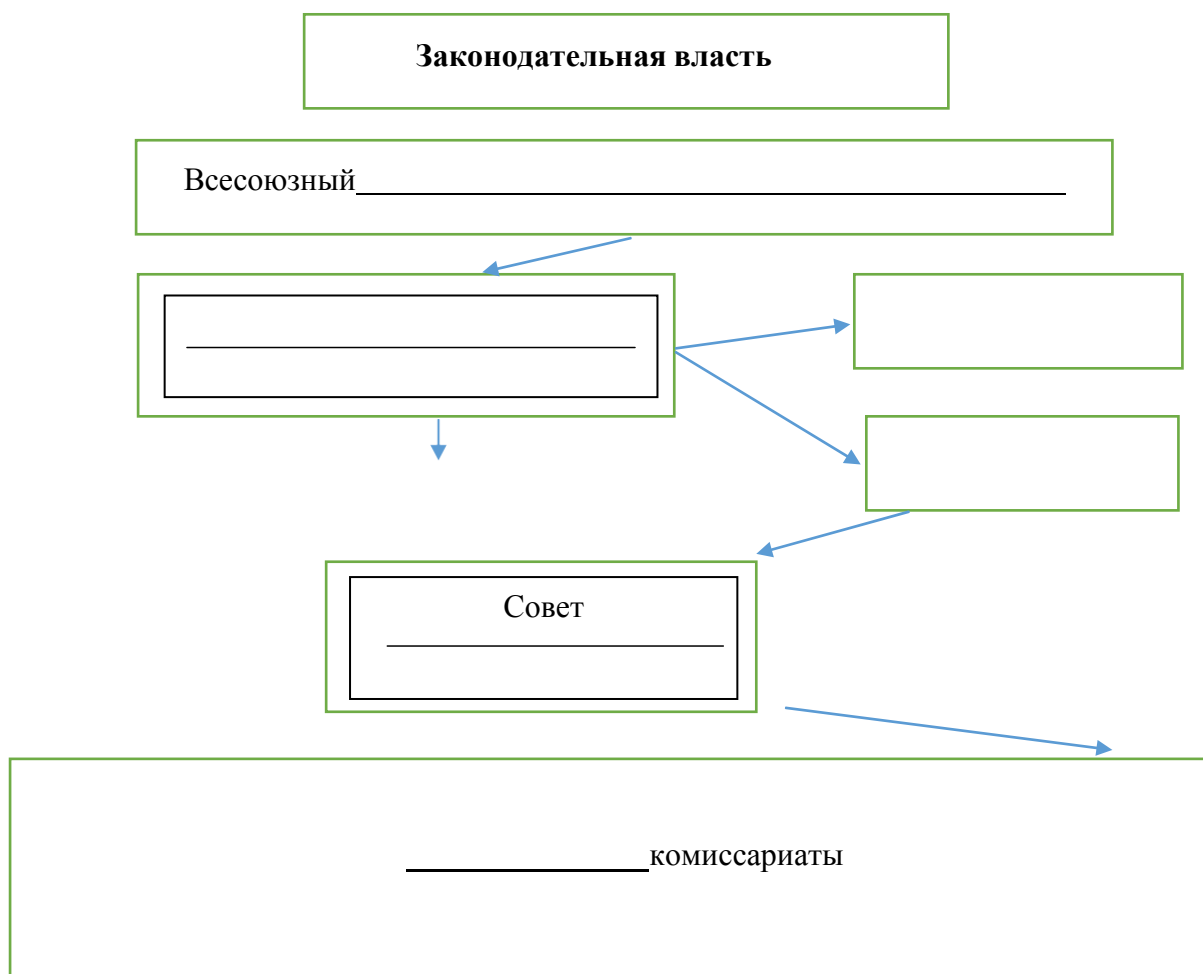 Законодательная власть
Всесоюзный
Совет
комиссариаты